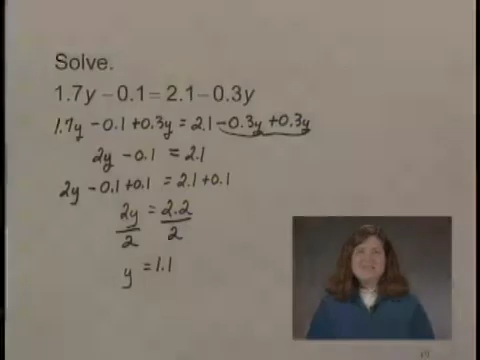 Solve.
1.7y – 0.1 = 2.1 – 0.3y
1.7y - 0.1 + 0.3y = 2.1 - 0.3y + 0.3y
2y - 0.1 = 2.1
2y - 0.1 + 0.1 = 2.1 + 0.1
2y/2 = 2.2/2
y = 1.1